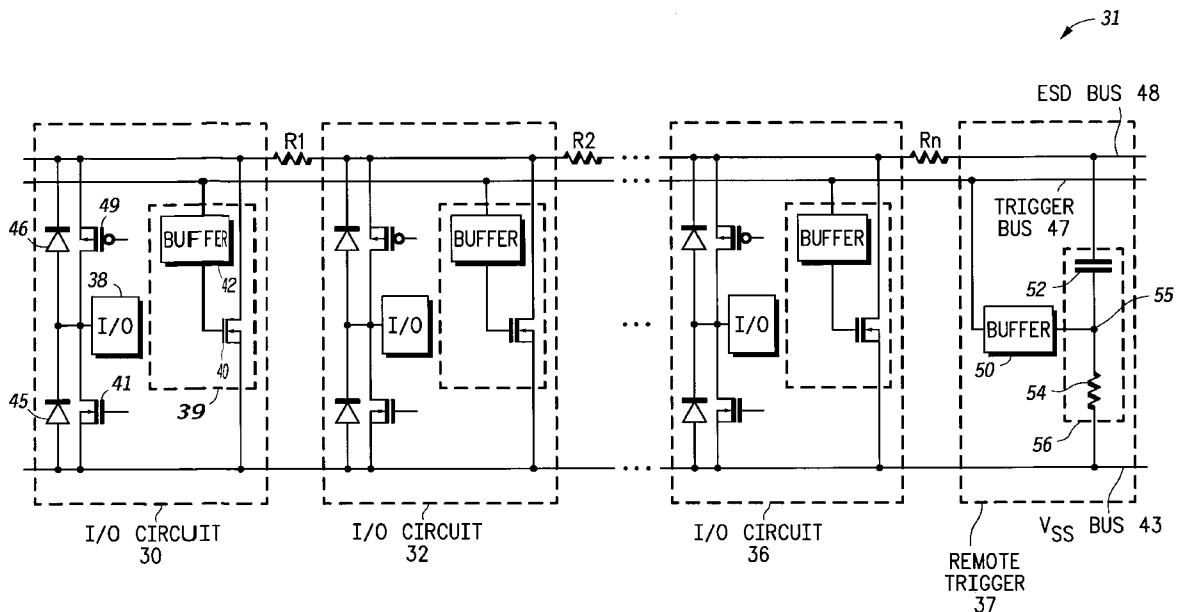 31
ESD BUS 48
R1
R2
Rn
49
46
BUFFER
42
BUFFER
BUFFER
TRIGGER
BUS 47
38
I/O
I/O
I/O
52
55
40
BUFFER
50
41
54
45
39
56
I/O CIRCUIT
30
I/O CIRCUIT
32
I/O CIRCUIT
36
VSS BUS 43
REMOTE
TRIGGER
37